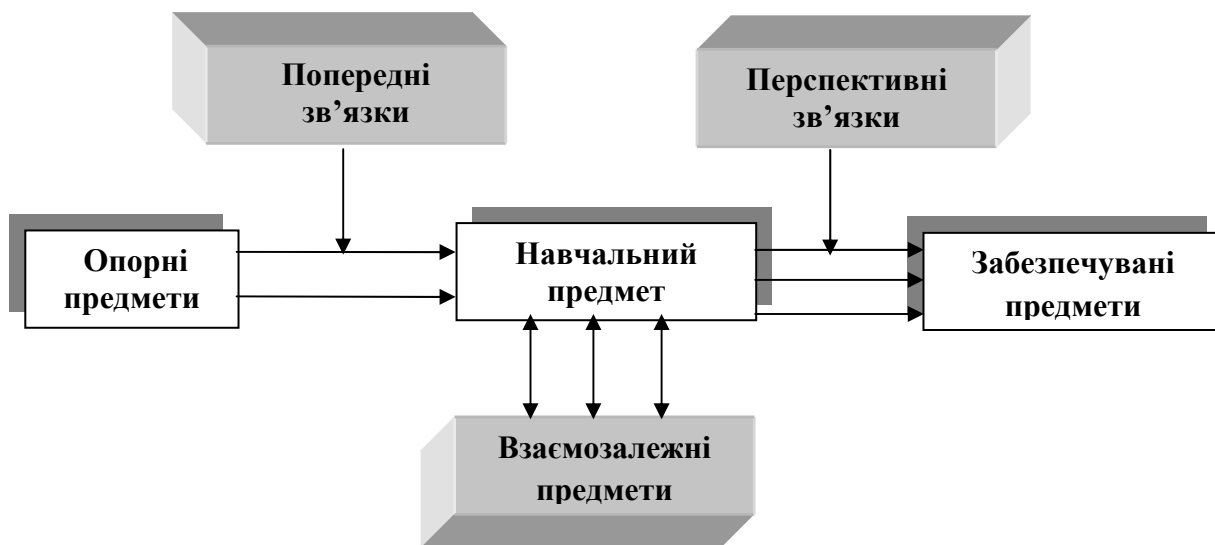 Попередні
зв’язки
Перспективні
зв’язки
Опорні
предмети
Навчальний
предмет
Забезпечувані
предмети
Взаємозалежні
предмети